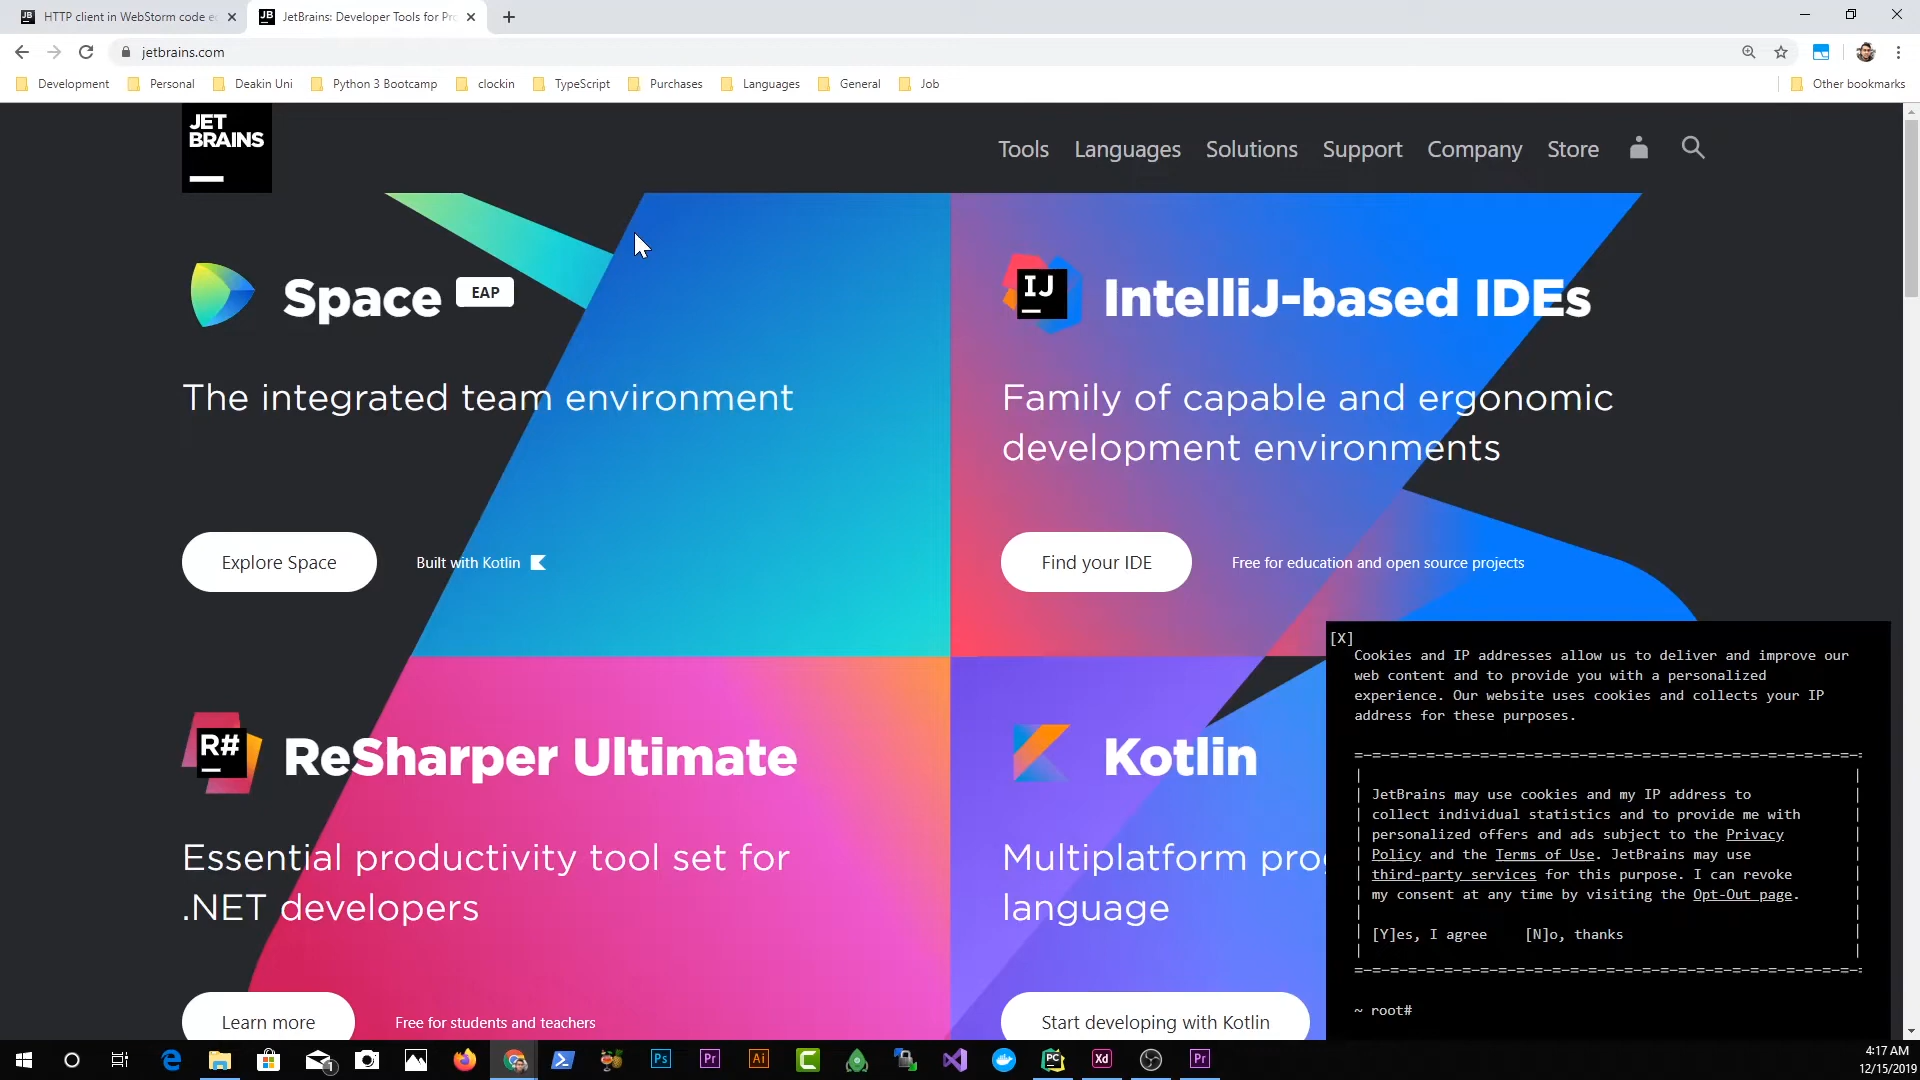 HTTP client in WebStorm code e
JetBrains: Developer Tools for Pr
jetbrains.com
Development
Personal
Deakin Uni
Python 3 Bootcamp
clockin
TypeScript
Purchases
Languages
General
Job
Other bookmarks
JET
BRAINS
Tools
Languages
Solutions
Support
Company
Store
Space EAP
The integrated team environment
Explore Space
Built with Kotlin
IJ
IntelliJ-based IDEs
Family of capable and ergonomic
development environments
Find your IDE
Free for education and open source projects
R#
ReSharper Ultimate
Essential productivity tool set for
.NET developers
Learn more
Free for students and teachers
Kotlin
Multiplatform prog
language
Start developing with Kotlin
[X]
Cookies and IP addresses allow us to deliver and improve our
web content and to provide you with a personalized
experience. Our website uses cookies and collects your IP
address for these purposes.
JetBrains may use cookies and my IP address to
collect individual statistics and to provide me with
personalized offers and ads subject to the Privacy
Policy and the Terms of Use. JetBrains may use
third-party services for this purpose. I can revoke
my consent at any time by visiting the Opt-Out page.
[Y]es, I agree [N]o, thanks
~ root#
1
Ps
Pr
Ai
PC
Xd
Pr
4:17 AM
12/15/2019